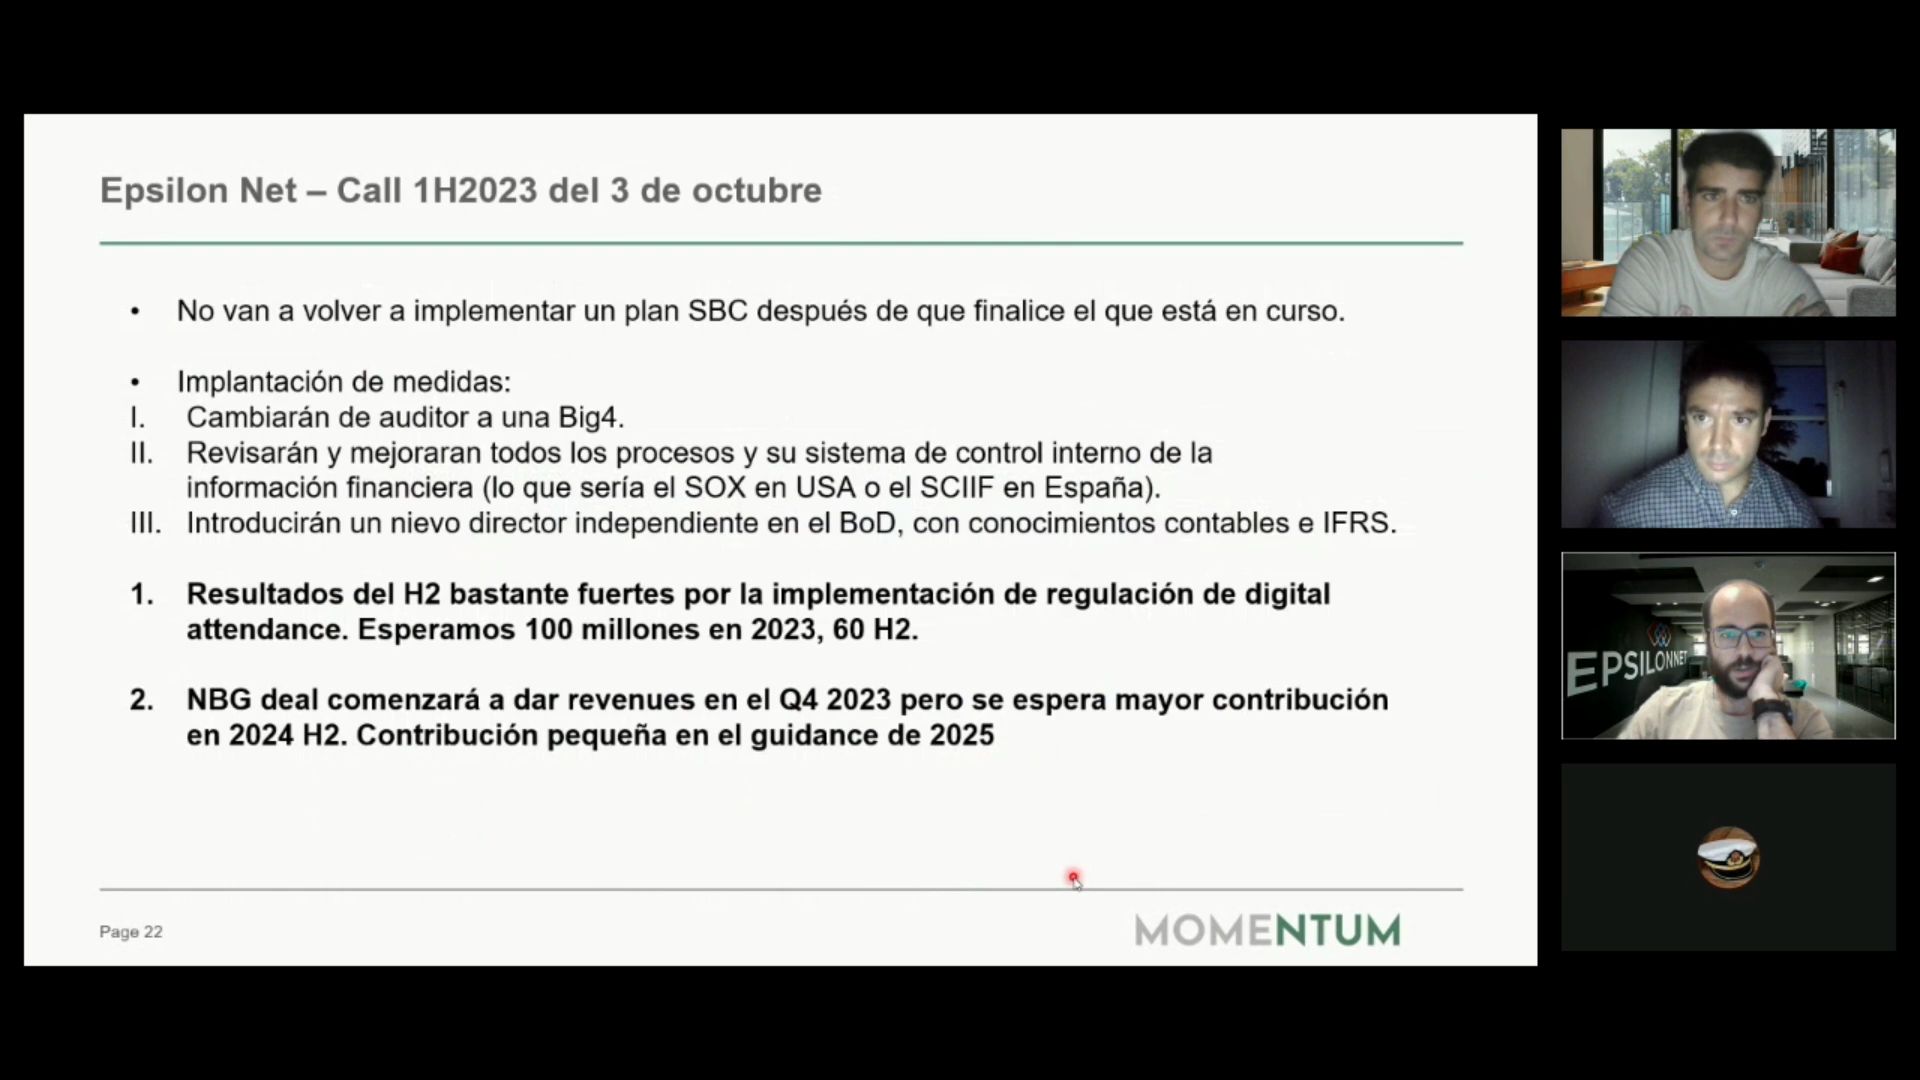 Epsilon Net – Call 1H2023 del 3 de octubre
• No van a volver a implementar un plan SBC después de que finalice el que está en curso.
• Implantación de medidas:
I. Cambiarán de auditor a una Big4.
II. Revisarán y mejoraran todos los procesos y su sistema de control interno de la
información financiera (lo que sería el SOX en USA o el SCIIF en España).
III. Introducirán un nievo director independiente en el BoD, con conocimientos contables e IFRS.
1. Resultados del H2 bastante fuertes por la implementación de regulación de digital
attendance. Esperamos 100 millones en 2023, 60 H2.
2. NBG deal comenzará a dar revenues en el Q4 2023 pero se espera mayor contribución
en 2024 H2. Contribución pequeña en el guidance de 2025
Page 22
MOMENTUM
EPSILONNET